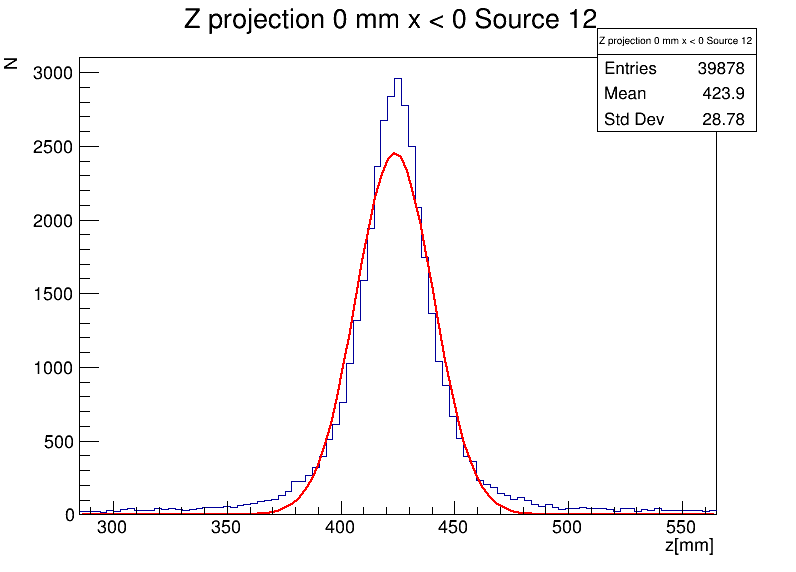 Z projection 0 mm x < 0 Source 12
Z projection 0 mm x < 0 Source 12
Entries 39878
Mean 423.9
Std Dev 28.78
N
3000
2500
2000
1500
1000
500
0
300 350 400 450 500 550
z[mm]